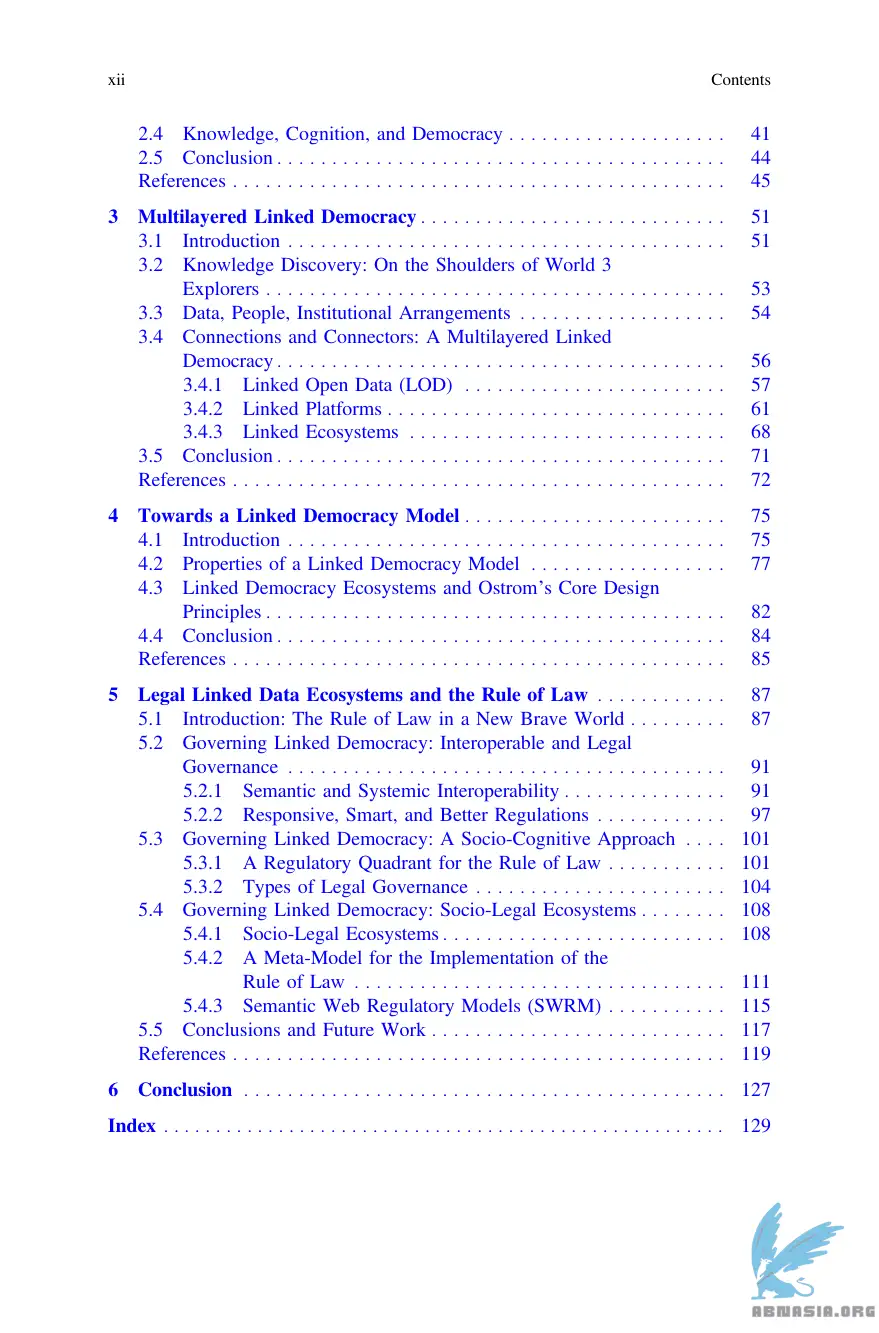 xii Contents
2.4 Knowledge, Cognition, and Democracy . . . . . . . . . . . . . . . . . . . . 41
2.5 Conclusion . . . . . . . . . . . . . . . . . . . . . . . . . . . . . . . . . . . . . . . . . 44
References . . . . . . . . . . . . . . . . . . . . . . . . . . . . . . . . . . . . . . . . . . . . . 45
3 Multilayered Linked Democracy . . . . . . . . . . . . . . . . . . . . . . . . . . . . 51
3.1 Introduction . . . . . . . . . . . . . . . . . . . . . . . . . . . . . . . . . . . . . . . . 51
3.2 Knowledge Discovery: On the Shoulders of World 3
Explorers . . . . . . . . . . . . . . . . . . . . . . . . . . . . . . . . . . . . . . . . . . 53
3.3 Data, People, Institutional Arrangements . . . . . . . . . . . . . . . . . . . 54
3.4 Connections and Connectors: A Multilayered Linked
Democracy . . . . . . . . . . . . . . . . . . . . . . . . . . . . . . . . . . . . . . . . . 56
3.4.1 Linked Open Data (LOD) . . . . . . . . . . . . . . . . . . . . . . . . 57
3.4.2 Linked Platforms . . . . . . . . . . . . . . . . . . . . . . . . . . . . . . . 61
3.4.3 Linked Ecosystems . . . . . . . . . . . . . . . . . . . . . . . . . . . . . 68
3.5 Conclusion . . . . . . . . . . . . . . . . . . . . . . . . . . . . . . . . . . . . . . . . . 71
References . . . . . . . . . . . . . . . . . . . . . . . . . . . . . . . . . . . . . . . . . . . . . 72
4 Towards a Linked Democracy Model . . . . . . . . . . . . . . . . . . . . . . . . 75
4.1 Introduction . . . . . . . . . . . . . . . . . . . . . . . . . . . . . . . . . . . . . . . . 75
4.2 Properties of a Linked Democracy Model . . . . . . . . . . . . . . . . . . 77
4.3 Linked Democracy Ecosystems and Ostrom's Core Design
Principles . . . . . . . . . . . . . . . . . . . . . . . . . . . . . . . . . . . . . . . . . . 82
4.4 Conclusion . . . . . . . . . . . . . . . . . . . . . . . . . . . . . . . . . . . . . . . . . 84
References . . . . . . . . . . . . . . . . . . . . . . . . . . . . . . . . . . . . . . . . . . . . . 85
5 Legal Linked Data Ecosystems and the Rule of Law . . . . . . . . . . . . 87
5.1 Introduction: The Rule of Law in a New Brave World . . . . . . . . . 87
5.2 Governing Linked Democracy: Interoperable and Legal
Governance . . . . . . . . . . . . . . . . . . . . . . . . . . . . . . . . . . . . . . . . 91
5.2.1 Semantic and Systemic Interoperability . . . . . . . . . . . . . . . 91
5.2.2 Responsive, Smart, and Better Regulations . . . . . . . . . . . . 97
5.3 Governing Linked Democracy: A Socio-Cognitive Approach . . . . 101
5.3.1 A Regulatory Quadrant for the Rule of Law . . . . . . . . . . . 101
5.3.2 Types of Legal Governance . . . . . . . . . . . . . . . . . . . . . . . 104
5.4 Governing Linked Democracy: Socio-Legal Ecosystems . . . . . . . . 108
5.4.1 Socio-Legal Ecosystems . . . . . . . . . . . . . . . . . . . . . . . . . . 108
5.4.2 A Meta-Model for the Implementation of the
Rule of Law . . . . . . . . . . . . . . . . . . . . . . . . . . . . . . . . . . 111
5.4.3 Semantic Web Regulatory Models (SWRM) . . . . . . . . . . . 115
5.5 Conclusions and Future Work . . . . . . . . . . . . . . . . . . . . . . . . . . . 117
References . . . . . . . . . . . . . . . . . . . . . . . . . . . . . . . . . . . . . . . . . . . . . 119
6 Conclusion . . . . . . . . . . . . . . . . . . . . . . . . . . . . . . . . . . . . . . . . . . . . 127
Index . . . . . . . . . . . . . . . . . . . . . . . . . . . . . . . . . . . . . . . . . . . . . . . . . . . 129
ABNASIA.ORG